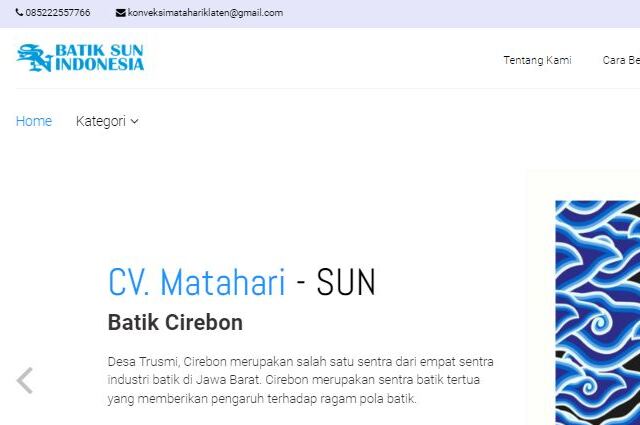 085222557766 konveksimatahariklaten@gmail.com
BATIK SUN
INDONESIA
Tentang Kami Cara Be
Home Kategori
CV. Matahari - SUN
Batik Cirebon
Desa Trusmi, Cirebon merupakan salah satu sentra dari empat sentra
industri batik di Jawa Barat. Cirebon merupakan sentra batik tertua
yang memberikan pengaruh terhadap ragam pola batik.